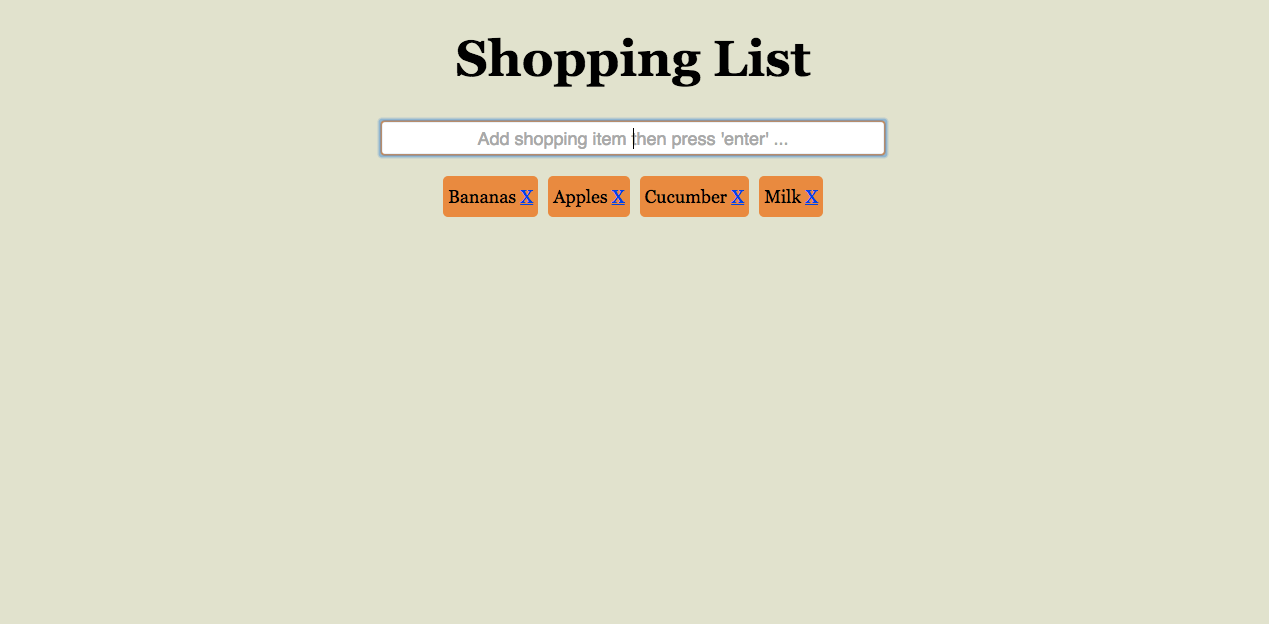 Shopping List
Add shopping item then press 'enter' ...
Bananas X Apples X Cucumber X Milk X